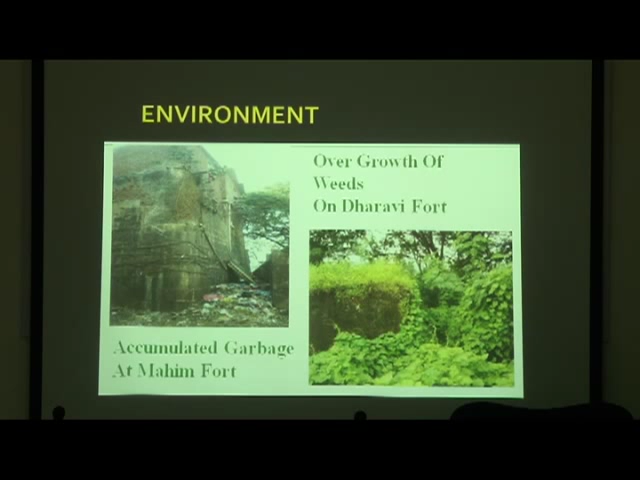 ENVIRONMENT
Over Growth Of
Weeds
On Dharavi Fort
Accumulated Garbage
At Mahim Fort